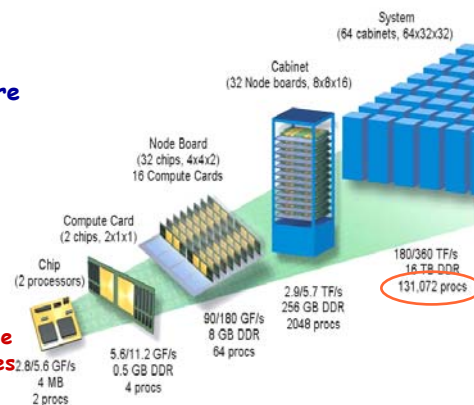 System
(64 cabinets, 64x32x32)
Cabinet
(32 Node boards, 8x8x16)
re
Node Board
(32 chips, 4x4x2)
16 Compute Cards
Compute Card
(2 chips, 2x1x1)
Chip
(2 processors)
180/360 TF/s
16 TB DDR
131,072 procs
2.9/5.7 TF/s
256 GB DDR
2048 procs
90/180 GF/s
8 GB DDR
64 procs
5.6/11.2 GF/s
0.5 GB DDR
4 procs
e
es
2.8/5.6 GF/s
4 MB
2 procs